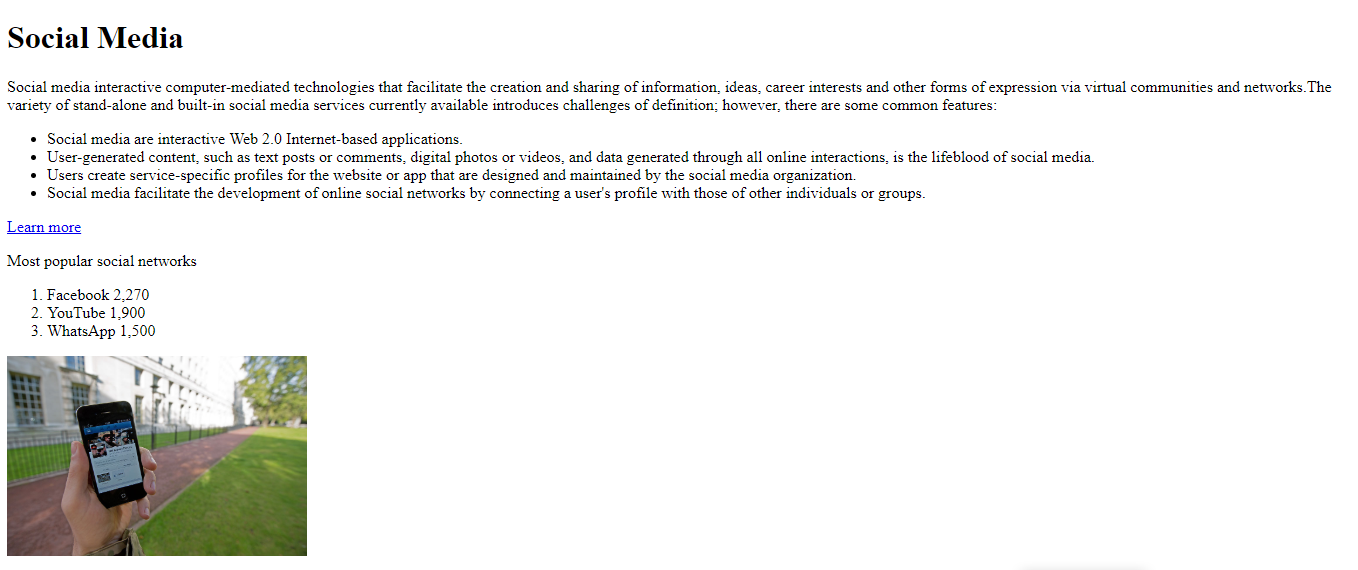 Social Media
Social media interactive computer-mediated technologies that facilitate the creation and sharing of information, ideas, career interests and other forms of expression via virtual communities and networks.The
variety of stand-alone and built-in social media services currently available introduces challenges of definition; however, there are some common features:
• Social media are interactive Web 2.0 Internet-based applications.
• User-generated content, such as text posts or comments, digital photos or videos, and data generated through all online interactions, is the lifeblood of social media.
• Users create service-specific profiles for the website or app that are designed and maintained by the social media organization.
• Social media facilitate the development of online social networks by connecting a user's profile with those of other individuals or groups.
Learn more
Most popular social networks
1. Facebook 2,270
2. YouTube 1,900
3. WhatsApp 1,500